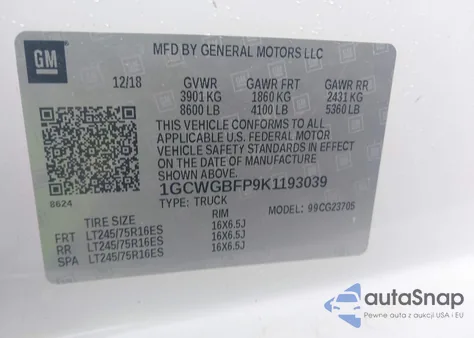 GM
MFD BY GENERAL MOTORS LLC
12/18 GVWR GAWR FRT GAWR RR
3901 KG 1860 KG 2431 KG
8600 LB 4100 LB 5360 LB
THIS VEHICLE CONFORMS TO ALL
APPLICABLE U.S. FEDERAL MOTOR
VEHICLE SAFETY STANDARDS IN EFFECT
ON THE DATE OF MANUFACTURE SHOWN ABOVE.
1GCWGBFP9K1193039
8624 TYPE: TRUCK MODEL: 99CG23705
TIRE SIZE RIM
FRT LT245/75R16ES 16X6.5J
RR LT245/75R16ES 16X6.5J
SPA LT245/75R16ES 16X6.5J
autoSnap
Pewne auta z aukcji USA i EU